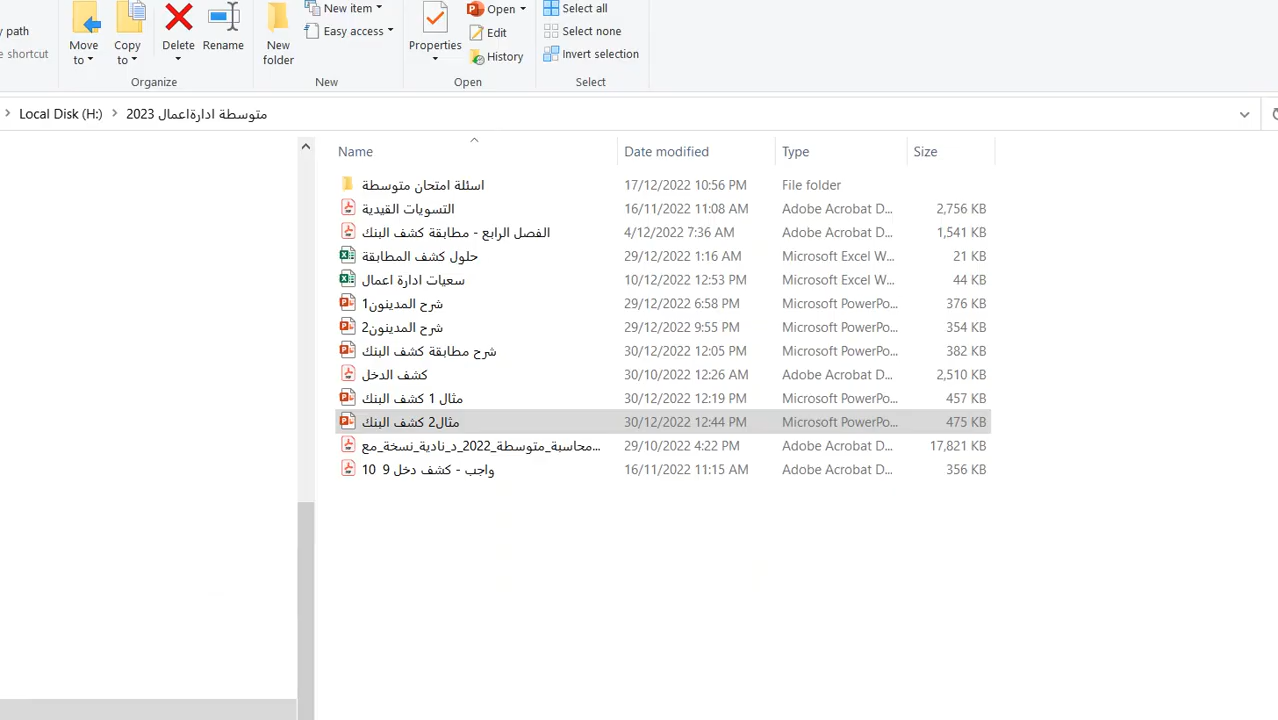 path
shortcut
Move to
Copy to
Delete
Rename
Organize
New folder
New item
Easy access
New
Properties
Open
Edit
History
Open
Select all
Select none
Invert selection
Select
Local Disk (H:) متوسطة ادارةاعمال 2023
Name Date modified Type Size
اسئلة امتحان متوسطة 17/12/2022 10:56 PM File folder
التسويات القيدية 16/11/2022 11:08 AM Adobe Acrobat D... 2,756 KB
الفصل الرابع - مطابقة كشف البنك 4/12/2022 7:36 AM Adobe Acrobat D... 1,541 KB
حلول كشف المطابقة 29/12/2022 1:16 AM Microsoft Excel W... 21 KB
سعيات ادارة اعمال 10/12/2022 12:53 PM Microsoft Excel W... 44 KB
شرح المدينون1 29/12/2022 6:58 PM Microsoft PowerPo... 376 KB
شرح المدينون2 29/12/2022 9:55 PM Microsoft PowerPo... 354 KB
شرح مطابقة كشف البنك 30/12/2022 12:05 PM Microsoft PowerPo... 382 KB
كشف الدخل 30/10/2022 12:26 AM Adobe Acrobat D... 2,510 KB
مثال 1 كشف البنك 30/12/2022 12:19 PM Microsoft PowerPo... 457 KB
مثال2 كشف البنك 30/12/2022 12:44 PM Microsoft PowerPo... 475 KB
محاسبة_متوسطة_2022_د_نادية_نسخة_مع... 29/10/2022 4:22 PM Adobe Acrobat D... 17,821 KB
واجب - كشف دخل 9 10 16/11/2022 11:15 AM Adobe Acrobat D... 356 KB